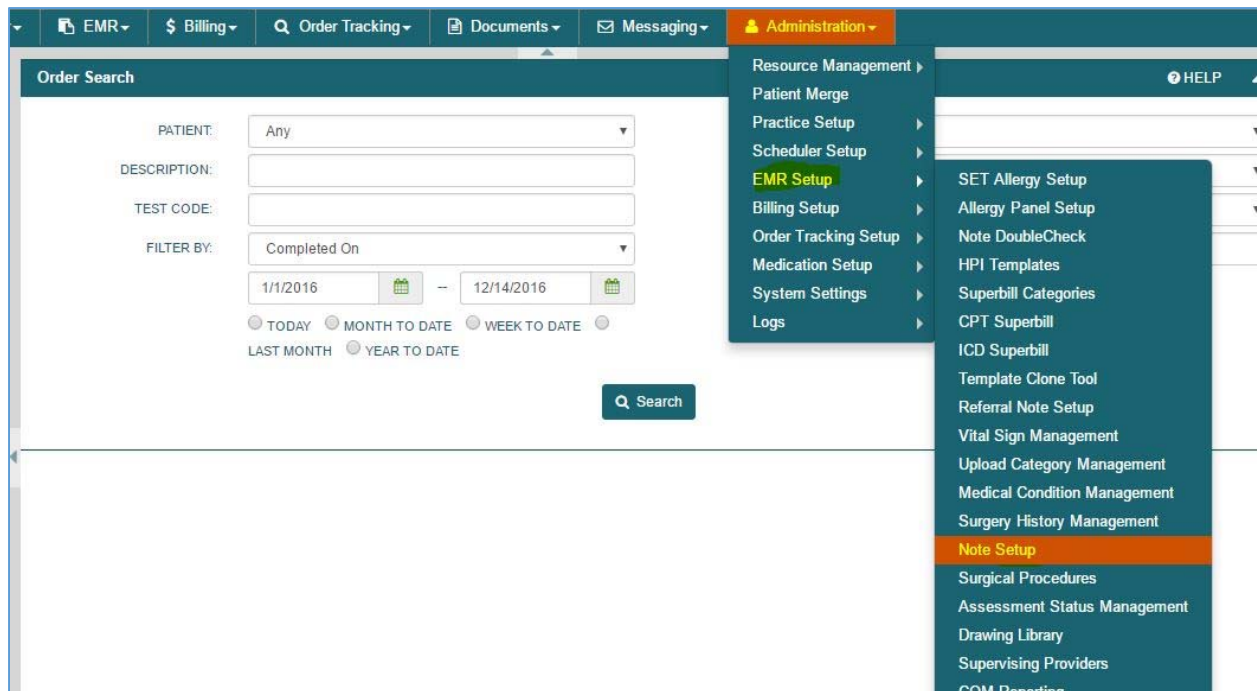 EMR
$ Billing
Order Tracking
Documents
Messaging
Administration
Order Search
HELP
PATIENT:
Any
DESCRIPTION:
TEST CODE:
FILTER BY:
Completed On
1/1/2016
--
12/14/2016
TODAY MONTH TO DATE WEEK TO DATE
LAST MONTH YEAR TO DATE
Search
Resource Management
Patient Merge
Practice Setup
Scheduler Setup
EMR Setup
Billing Setup
Order Tracking Setup
Medication Setup
System Settings
Logs
SET Allergy Setup
Allergy Panel Setup
Note DoubleCheck
HPI Templates
Superbill Categories
CPT Superbill
ICD Superbill
Template Clone Tool
Referral Note Setup
Vital Sign Management
Upload Category Management
Medical Condition Management
Surgery History Management
Note Setup
Surgical Procedures
Assessment Status Management
Drawing Library
Supervising Providers